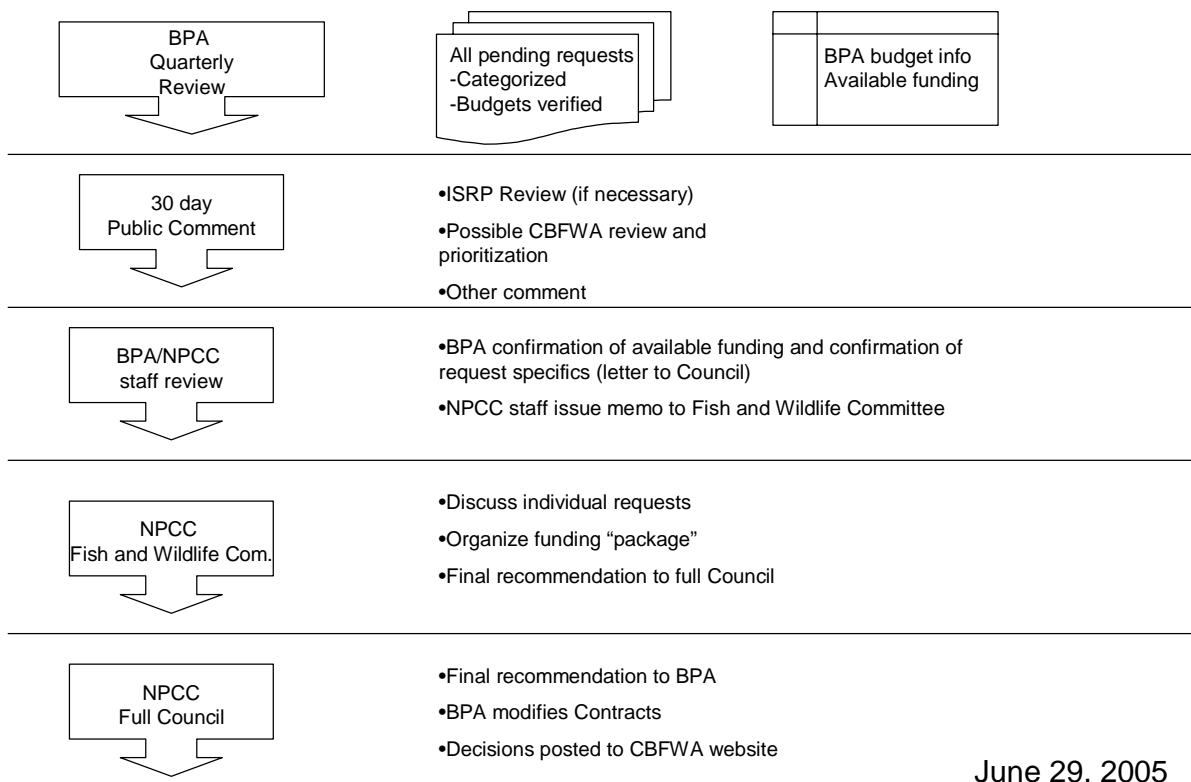 BPA
Quarterly
Review
All pending requests
-Categorized
-Budgets verified
BPA budget info
Available funding
30 day
Public Comment
•ISRP Review (if necessary)
•Possible CBFWA review and
prioritization
•Other comment
BPA/NPCC
staff review
•BPA confirmation of available funding and confirmation of
request specifics (letter to Council)
•NPCC staff issue memo to Fish and Wildlife Committee
NPCC
Fish and Wildlife Com.
•Discuss individual requests
•Organize funding “package”
•Final recommendation to full Council
NPCC
Full Council
•Final recommendation to BPA
•BPA modifies Contracts
•Decisions posted to CBFWA website
June 29, 2005